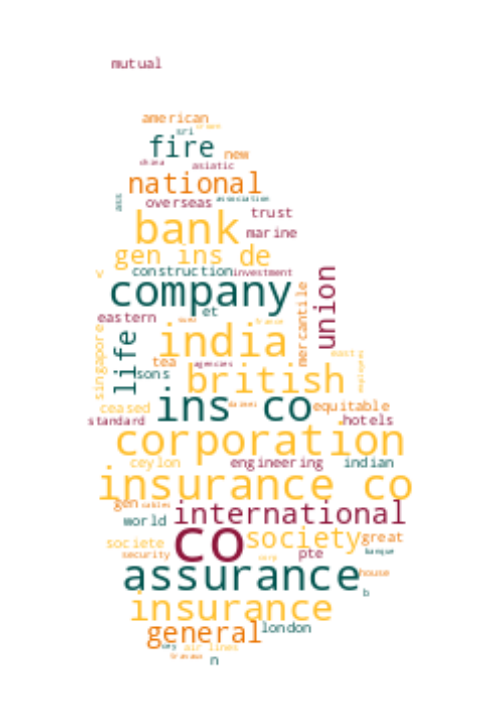 mutual
american
sri
fire new
china asiatic
national
ass overseas association
trust
bank marine
gen ins de
v construction investment
company union
eastern et
singapore life india mercantile
tea agencies east
sons british employees
ins co
ceased equitable
standard hotels
corporation
ceylon engineering indian
insurance co
gen cables
world international
co society great
societe pte banque
security
assurance house
b
insurance
general london
air lines
n